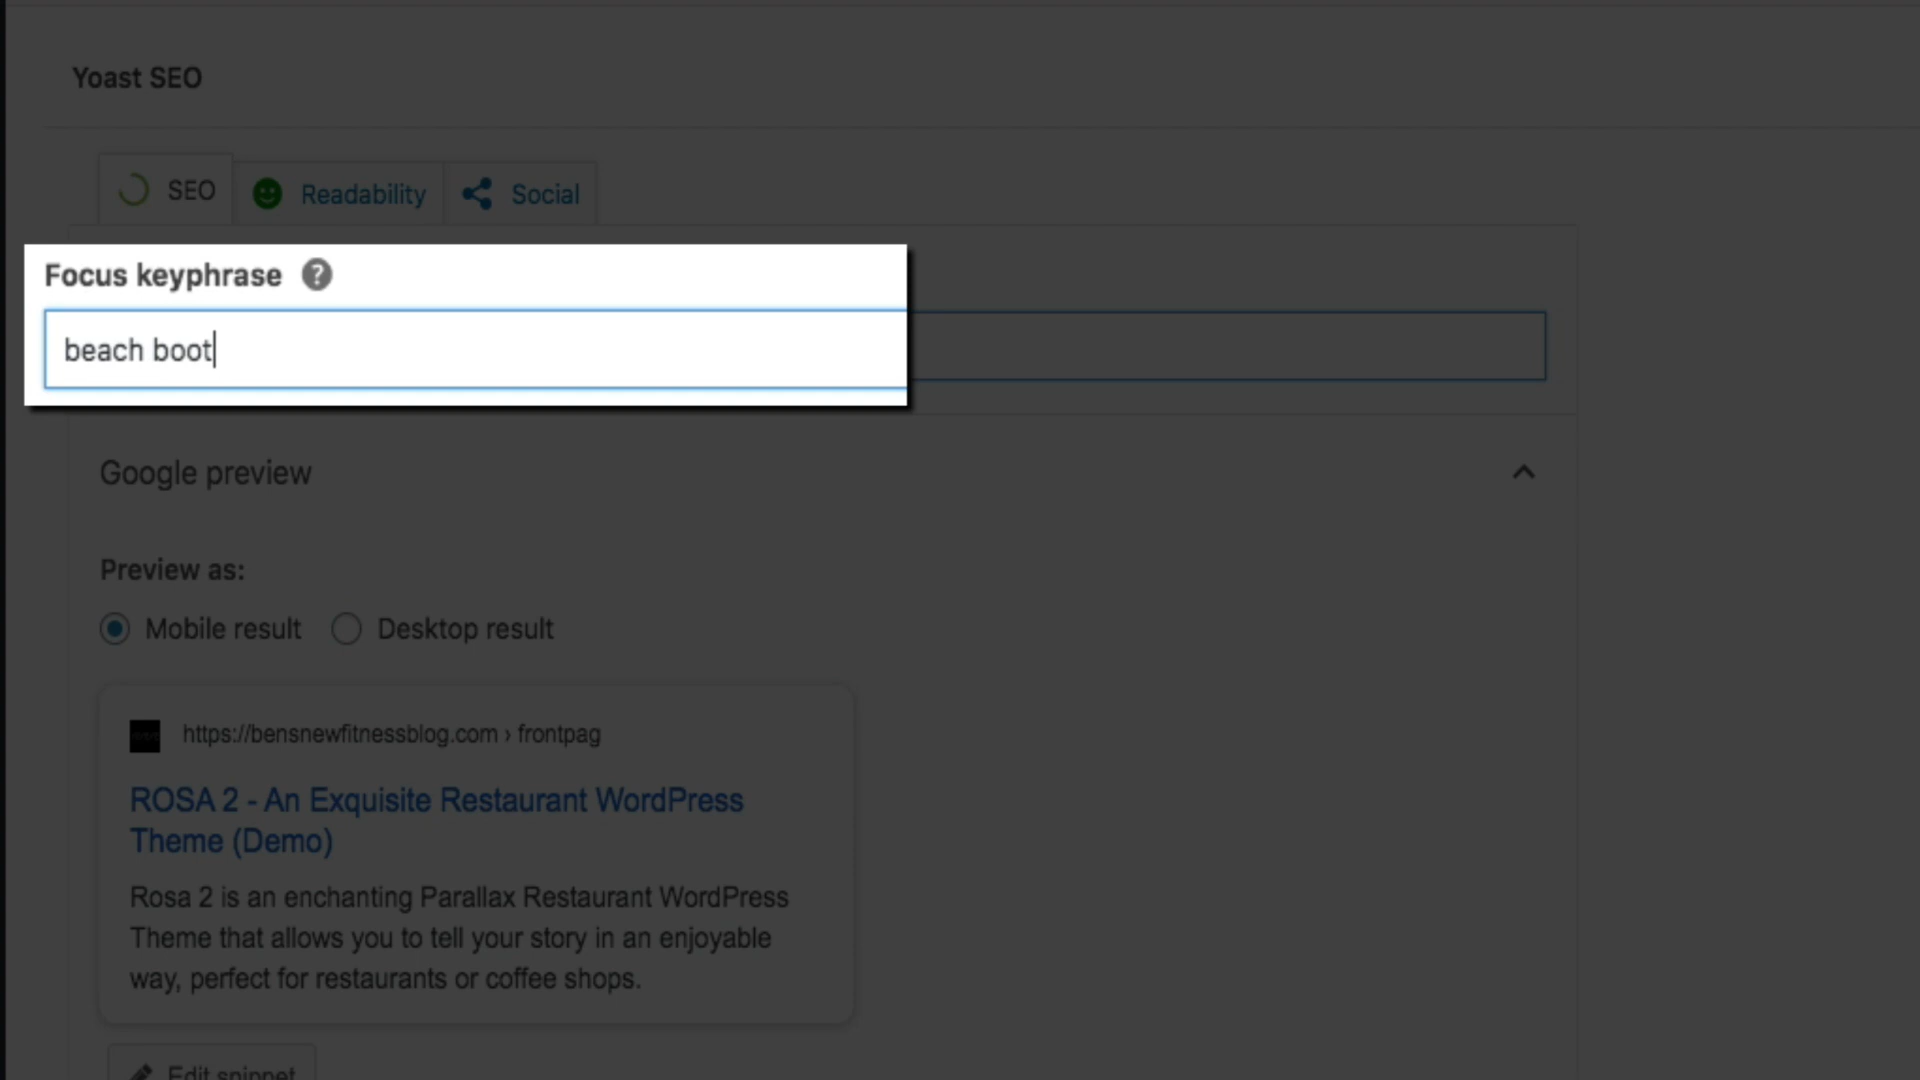 Yoast SEO
SEO
Readability
Social
Focus keyphrase
beach boot
Google preview
Preview as:
Mobile result
Desktop result
https://bensnewfitnessblog.com › frontpag
ROSA 2 - An Exquisite Restaurant WordPress
Theme (Demo)
Rosa 2 is an enchanting Parallax Restaurant WordPress
Theme that allows you to tell your story in an enjoyable
way, perfect for restaurants or coffee shops.
Edit snippet